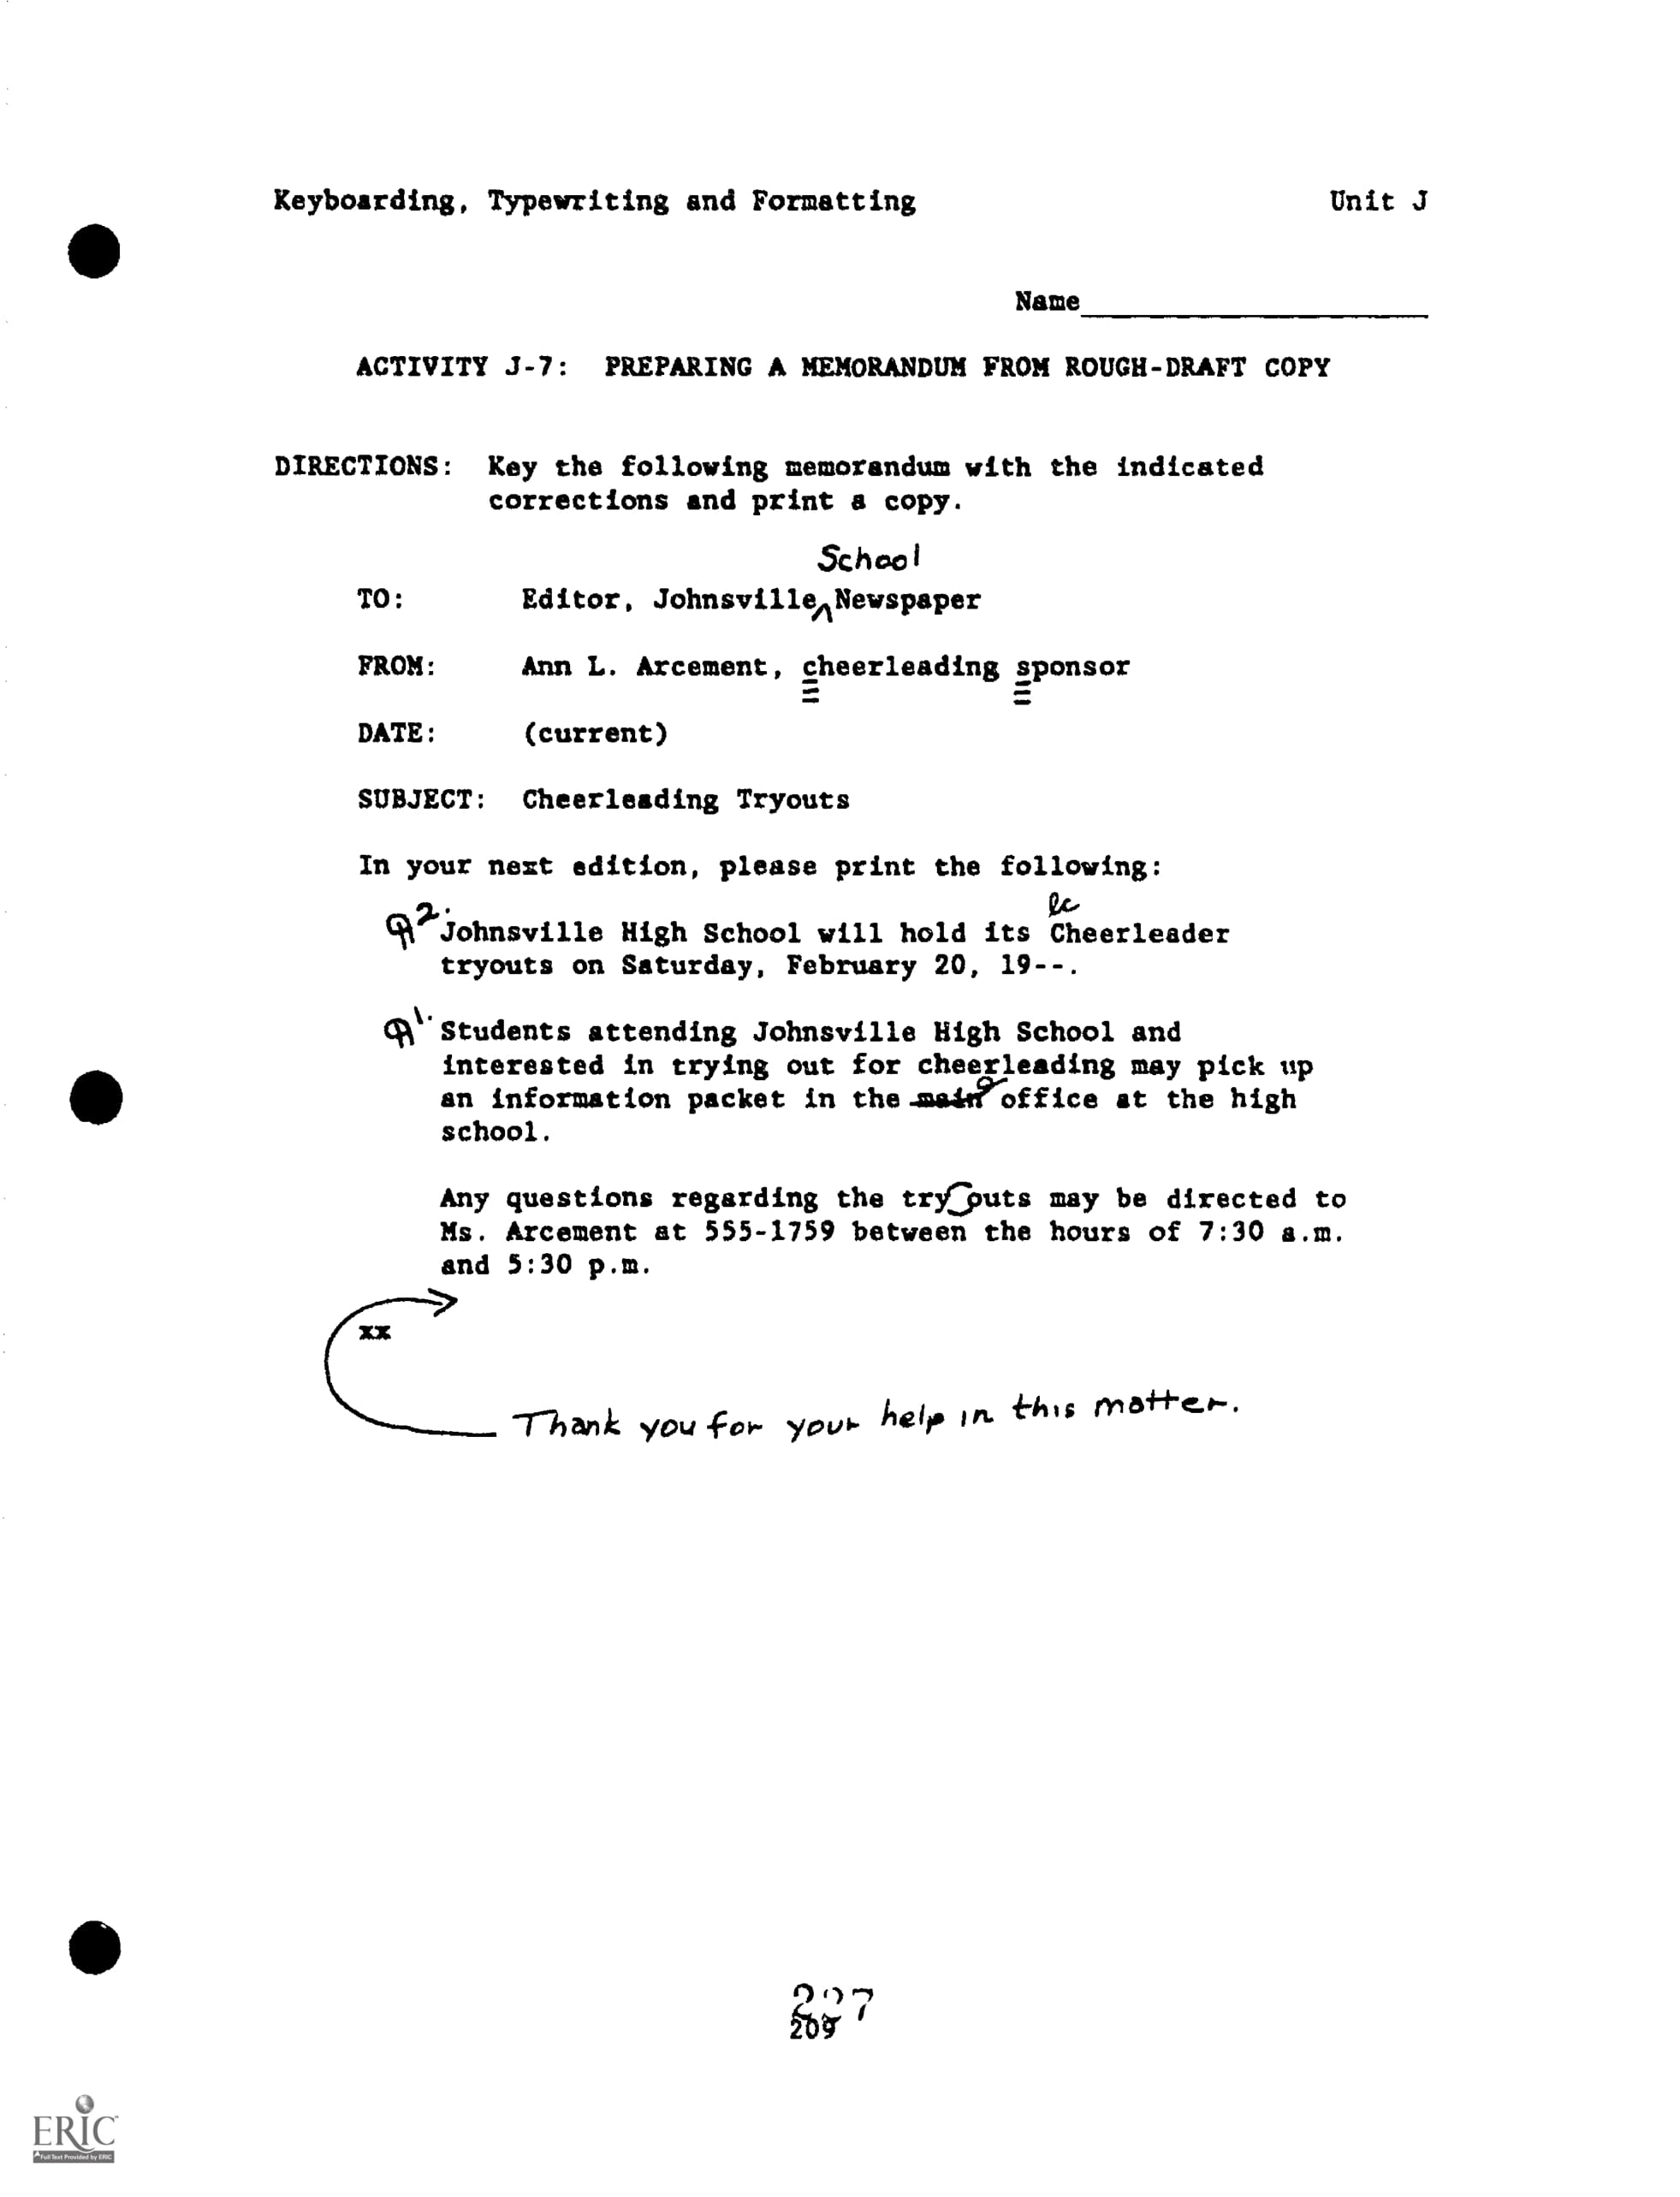 Keyboarding, Typewriting and Formatting Unit J
Name
ACTIVITY J-7: PREPARING A MEMORANDUM FROM ROUGH-DRAFT COPY
DIRECTIONS: Key the following memorandum with the indicated
corrections and print a copy.
School
TO: Editor, Johnsville Newspaper
FROM: Ann L. Arcement, cheerleading sponsor
DATE: (current)
SUBJECT: Cheerleading Tryouts
In your next edition, please print the following:
lc
¶2. Johnsville High School will hold its Cheerleader
tryouts on Saturday, February 20, 19--.
¶1. Students attending Johnsville High School and
interested in trying out for cheerleading may pick up
an information packet in the main office at the high
school.
Any questions regarding the try outs may be directed to
Ms. Arcement at 555-1759 between the hours of 7:30 a.m.
and 5:30 p.m.
xx
Thank you for your help in this matter.
209
ERIC
Full Text Provided by ERIC